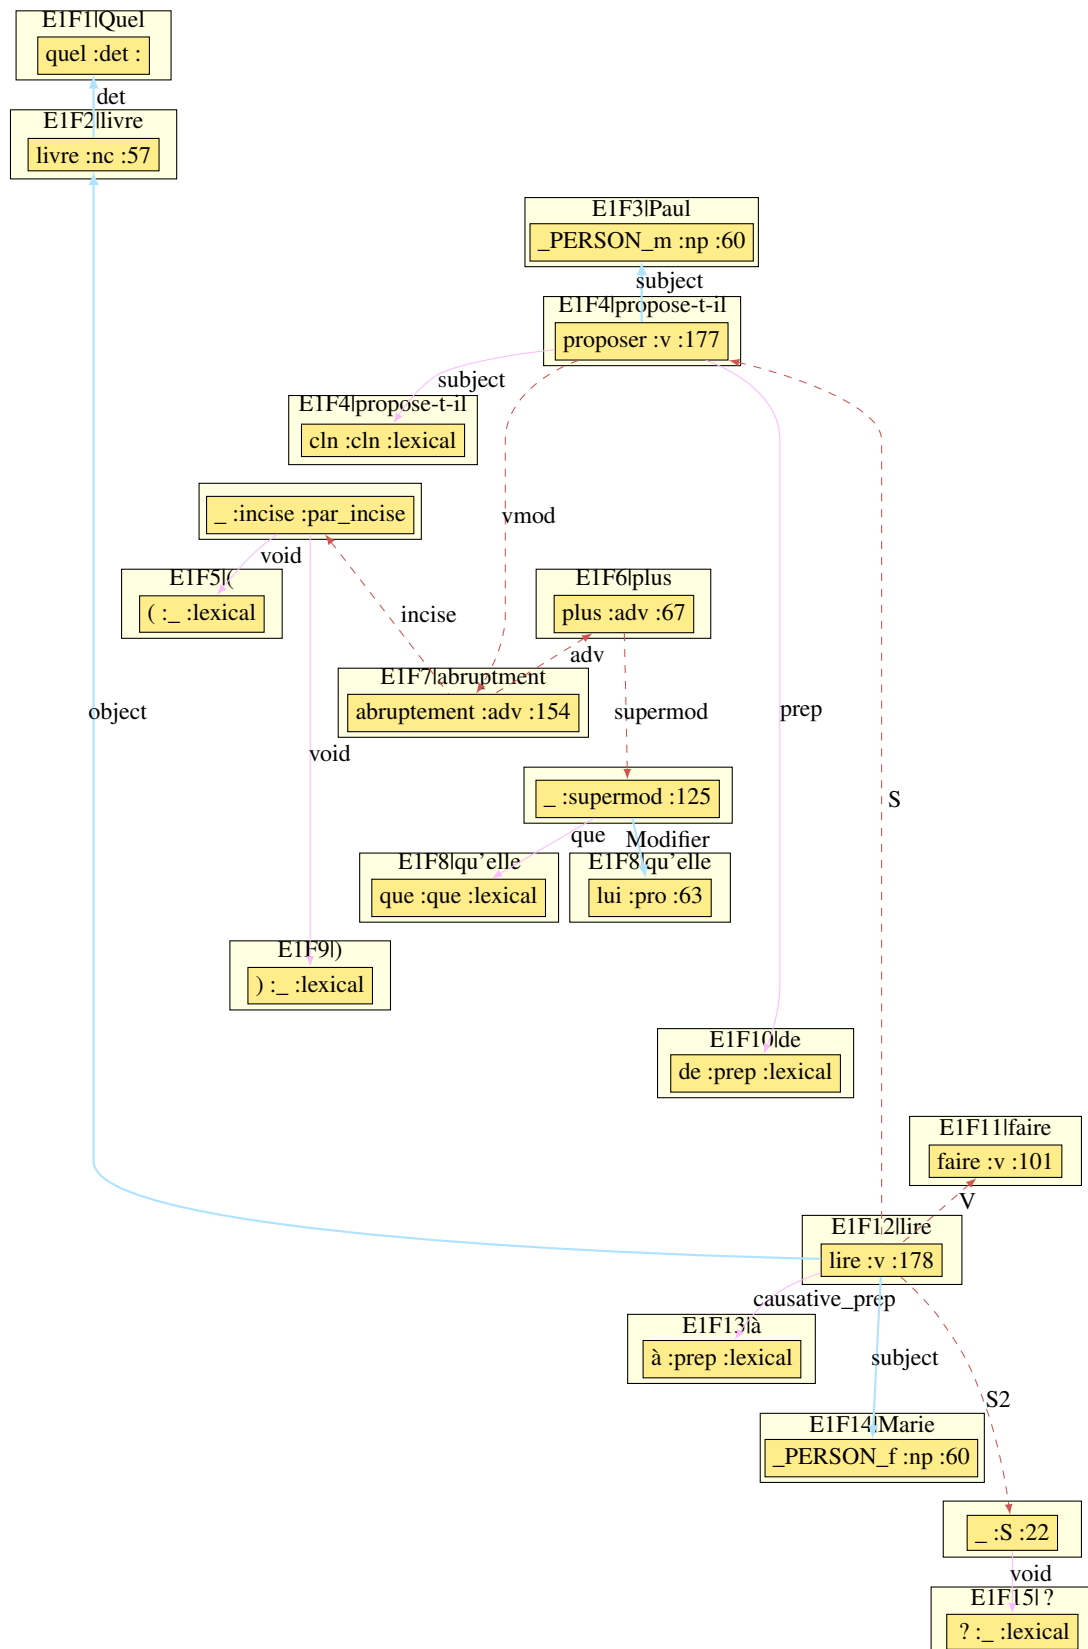 E1F1|Quel
quel :det :
det
E1F2|livre
livre :nc :57
E1F3|Paul
_PERSON_m :np :60
subject
E1F4|propose-t-il
proposer :v :177
subject
E1F4|propose-t-il
cln :cln :lexical
_ :incise :par_incise
vmod
void
E1F5|(
( :_ :lexical
E1F6|plus
plus :adv :67
incise
adv
E1F7|abruptment
abruptement :adv :154
object
supermod
prep
void
_ :supermod :125
S
que
Modifier
E1F8|qu'elle
que :que :lexical
E1F8|qu'elle
lui :pro :63
E1F9|)
) :_ :lexical
E1F10|de
de :prep :lexical
E1F11|faire
faire :v :101
V
E1F12|lire
lire :v :178
causative_prep
E1F13|à
à :prep :lexical
subject
S2
E1F14|Marie
_PERSON_f :np :60
_ :S :22
void
E1F15| ?
? :_ :lexical